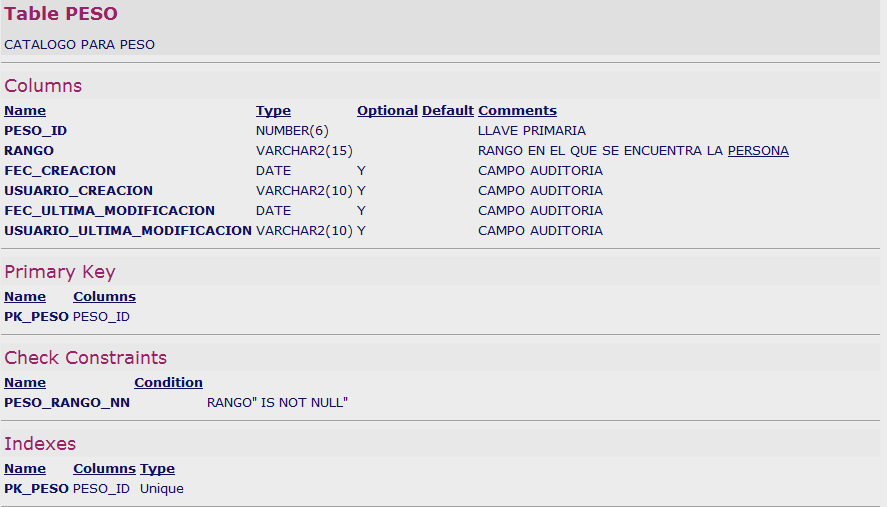 Table PESO
CATALOGO PARA PESO
Columns
Name Type Optional Default Comments
PESO_ID NUMBER(6) LLAVE PRIMARIA
RANGO VARCHAR2(15) RANGO EN EL QUE SE ENCUENTRA LA PERSONA
FEC_CREACION DATE Y CAMPO AUDITORIA
USUARIO_CREACION VARCHAR2(10) Y CAMPO AUDITORIA
FEC_ULTIMA_MODIFICACION DATE Y CAMPO AUDITORIA
USUARIO_ULTIMA_MODIFICACION VARCHAR2(10) Y CAMPO AUDITORIA
Primary Key
Name Columns
PK_PESO PESO_ID
Check Constraints
Name Condition
PESO_RANGO_NN RANGO" IS NOT NULL"
Indexes
Name Columns Type
PK_PESO PESO_ID Unique